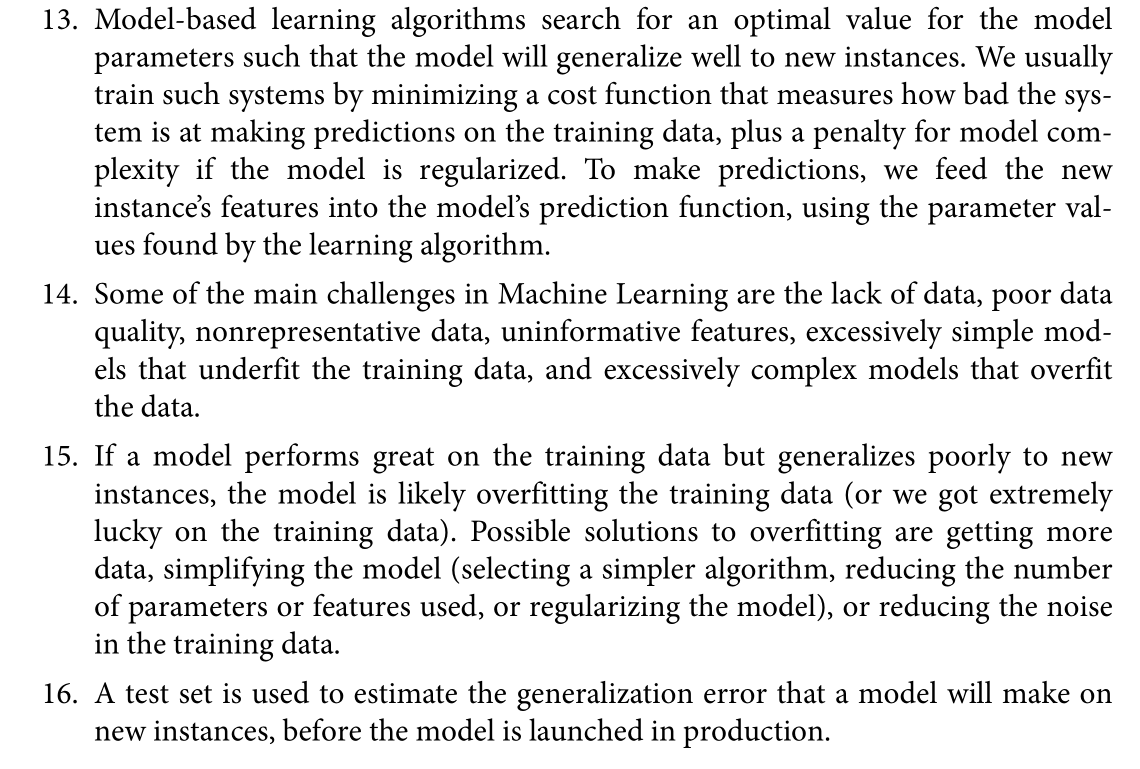 13. Model-based learning algorithms search for an optimal value for the model
parameters such that the model will generalize well to new instances. We usually
train such systems by minimizing a cost function that measures how bad the sys-
tem is at making predictions on the training data, plus a penalty for model com-
plexity if the model is regularized. To make predictions, we feed the new
instance’s features into the model’s prediction function, using the parameter val-
ues found by the learning algorithm.
14. Some of the main challenges in Machine Learning are the lack of data, poor data
quality, nonrepresentative data, uninformative features, excessively simple mod-
els that underfit the training data, and excessively complex models that overfit
the data.
15. If a model performs great on the training data but generalizes poorly to new
instances, the model is likely overfitting the training data (or we got extremely
lucky on the training data). Possible solutions to overfitting are getting more
data, simplifying the model (selecting a simpler algorithm, reducing the number
of parameters or features used, or regularizing the model), or reducing the noise
in the training data.
16. A test set is used to estimate the generalization error that a model will make on
new instances, before the model is launched in production.